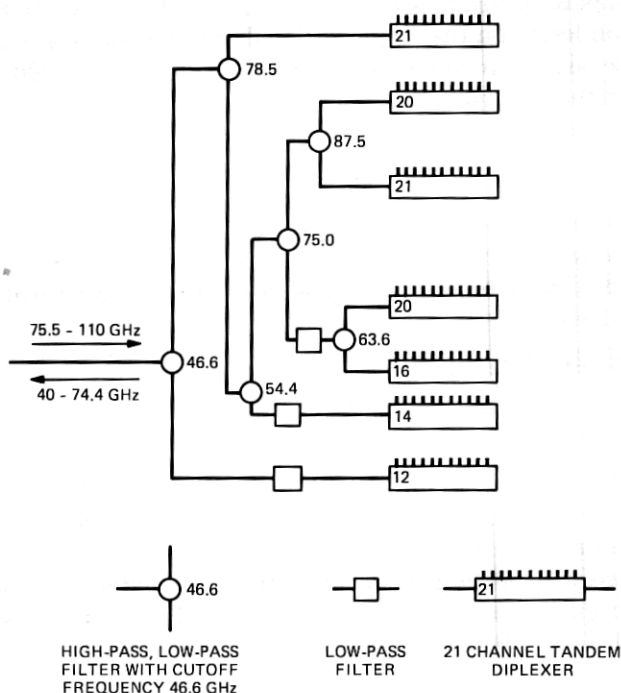 21
78.5
20
87.5
21
75.0
20
75.5 - 110 GHz
63.6
46.6
16
40 - 74.4 GHz
54.4
14
12
46.6
21
HIGH-PASS, LOW-PASS
FILTER WITH CUTOFF
FREQUENCY 46.6 GHz
LOW-PASS
FILTER
21 CHANNEL TANDEM
DIPLEXER